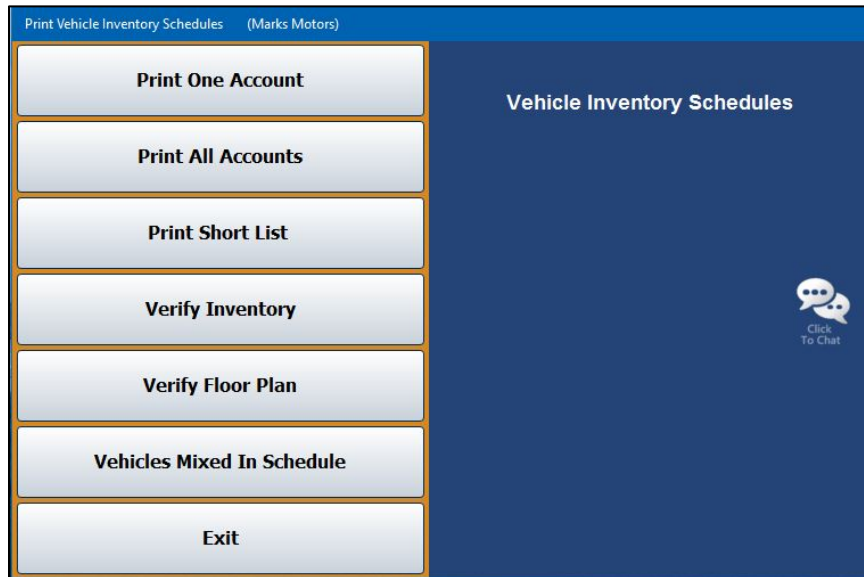 Print Vehicle Inventory Schedules (Marks Motors)
Print One Account
Print All Accounts
Print Short List
Verify Inventory
Verify Floor Plan
Vehicles Mixed In Schedule
Exit
Vehicle Inventory Schedules
Click
To Chat